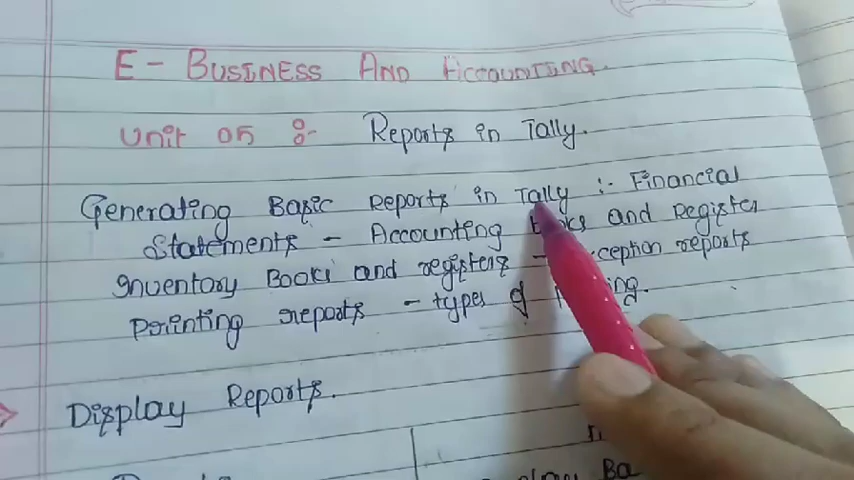 E - BUSINESS AND ACCOUNTING.
Unit 05 :- Reports in Tally.
Generating Basic Reports in Tally :- Financial
Statements - Accounting and Register
Inventory Books and registers - reports
Printing reports - types of
Display Reports.